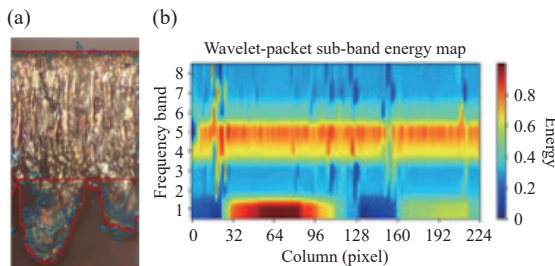 (a)
(b)
Wavelet-packet sub-band energy map
8
7
6
5
4
3
2
1
Frequency band
0 32 64 96 128 160 192 224
Column (pixel)
0.8
0.6
0.4
0.2
0
Energy